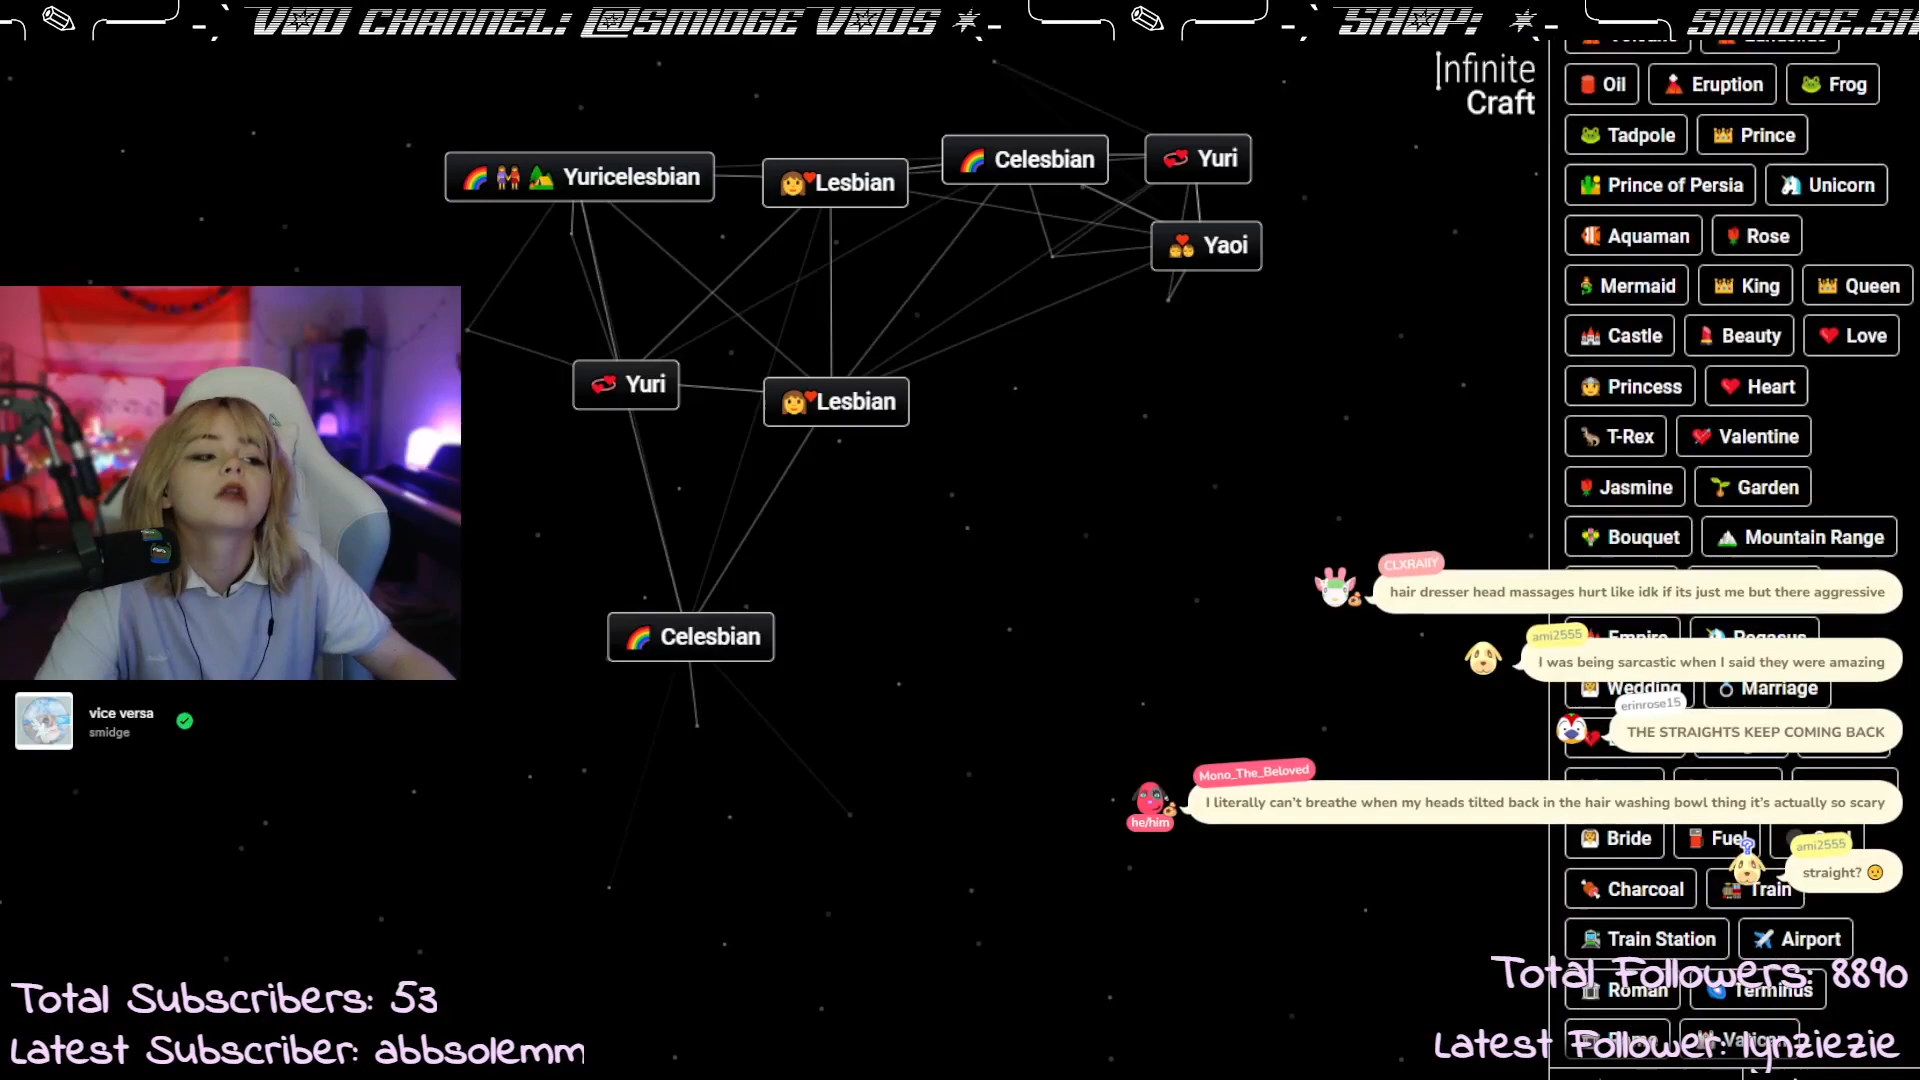 VOD CHANNEL: @SMIDGE VODS
SHOP:
SMIDGE.SH
Infinite
Craft
Yuricelesbian
Lesbian
Celesbian
Yuri
Yaoi
Yuri
Lesbian
Celesbian
Oil
Eruption
Frog
Tadpole
Prince
Prince of Persia
Unicorn
Aquaman
Rose
Mermaid
King
Queen
Castle
Beauty
Love
Princess
Heart
T-Rex
Valentine
Jasmine
Garden
Bouquet
Mountain Range
CLXRAIIY
hair dresser head massages hurt like idk if its just me but there aggressive
Empire
Pegasus
ami2555
I was being sarcastic when I said they were amazing
Wedding
Marriage
erinrose15
THE STRAIGHTS KEEP COMING BACK
Mono_The_Beloved
I literally can't breathe when my heads tilted back in the hair washing bowl thing it's actually so scary
he/him
Bride
Fuel
ami2555
straight? 🫤
Charcoal
Train
Train Station
Airport
Roman
Terminus
vice versa
smidge
Total Subscribers: 53
Latest Subscriber: abbsolemm
Total Followers: 8890
Latest Follower: lynziezie